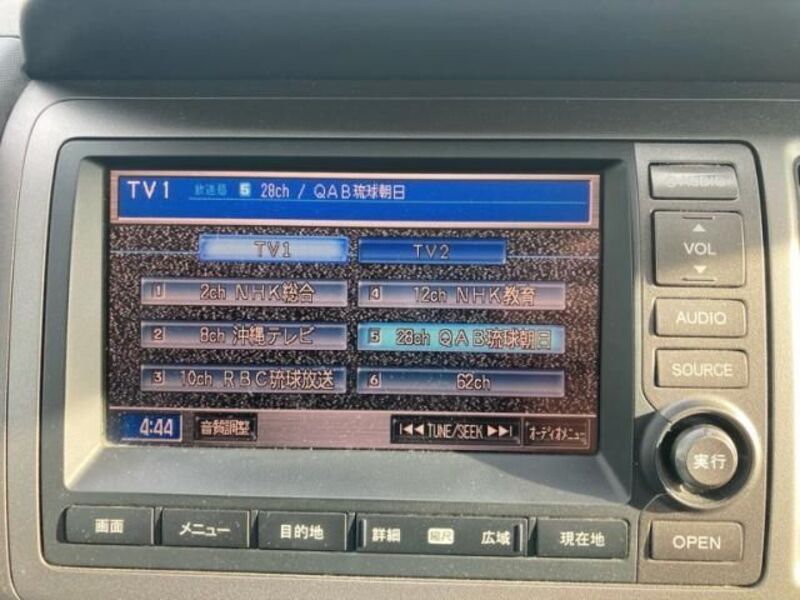 TV1 放送局 5 28ch / QAB琉球朝日
TV1 TV2
1 2ch NHK総合 4 12ch NHK教育
2 8ch 沖縄テレビ 5 28ch QAB琉球朝日
3 10ch RBC琉球放送 6 62ch
4:44 音質調整 TUNE/SEEK オーディオメニュー
VOL
AUDIO
SOURCE
実行
OPEN
画面 メニュー 目的地 詳細 縮尺 広域 現在地